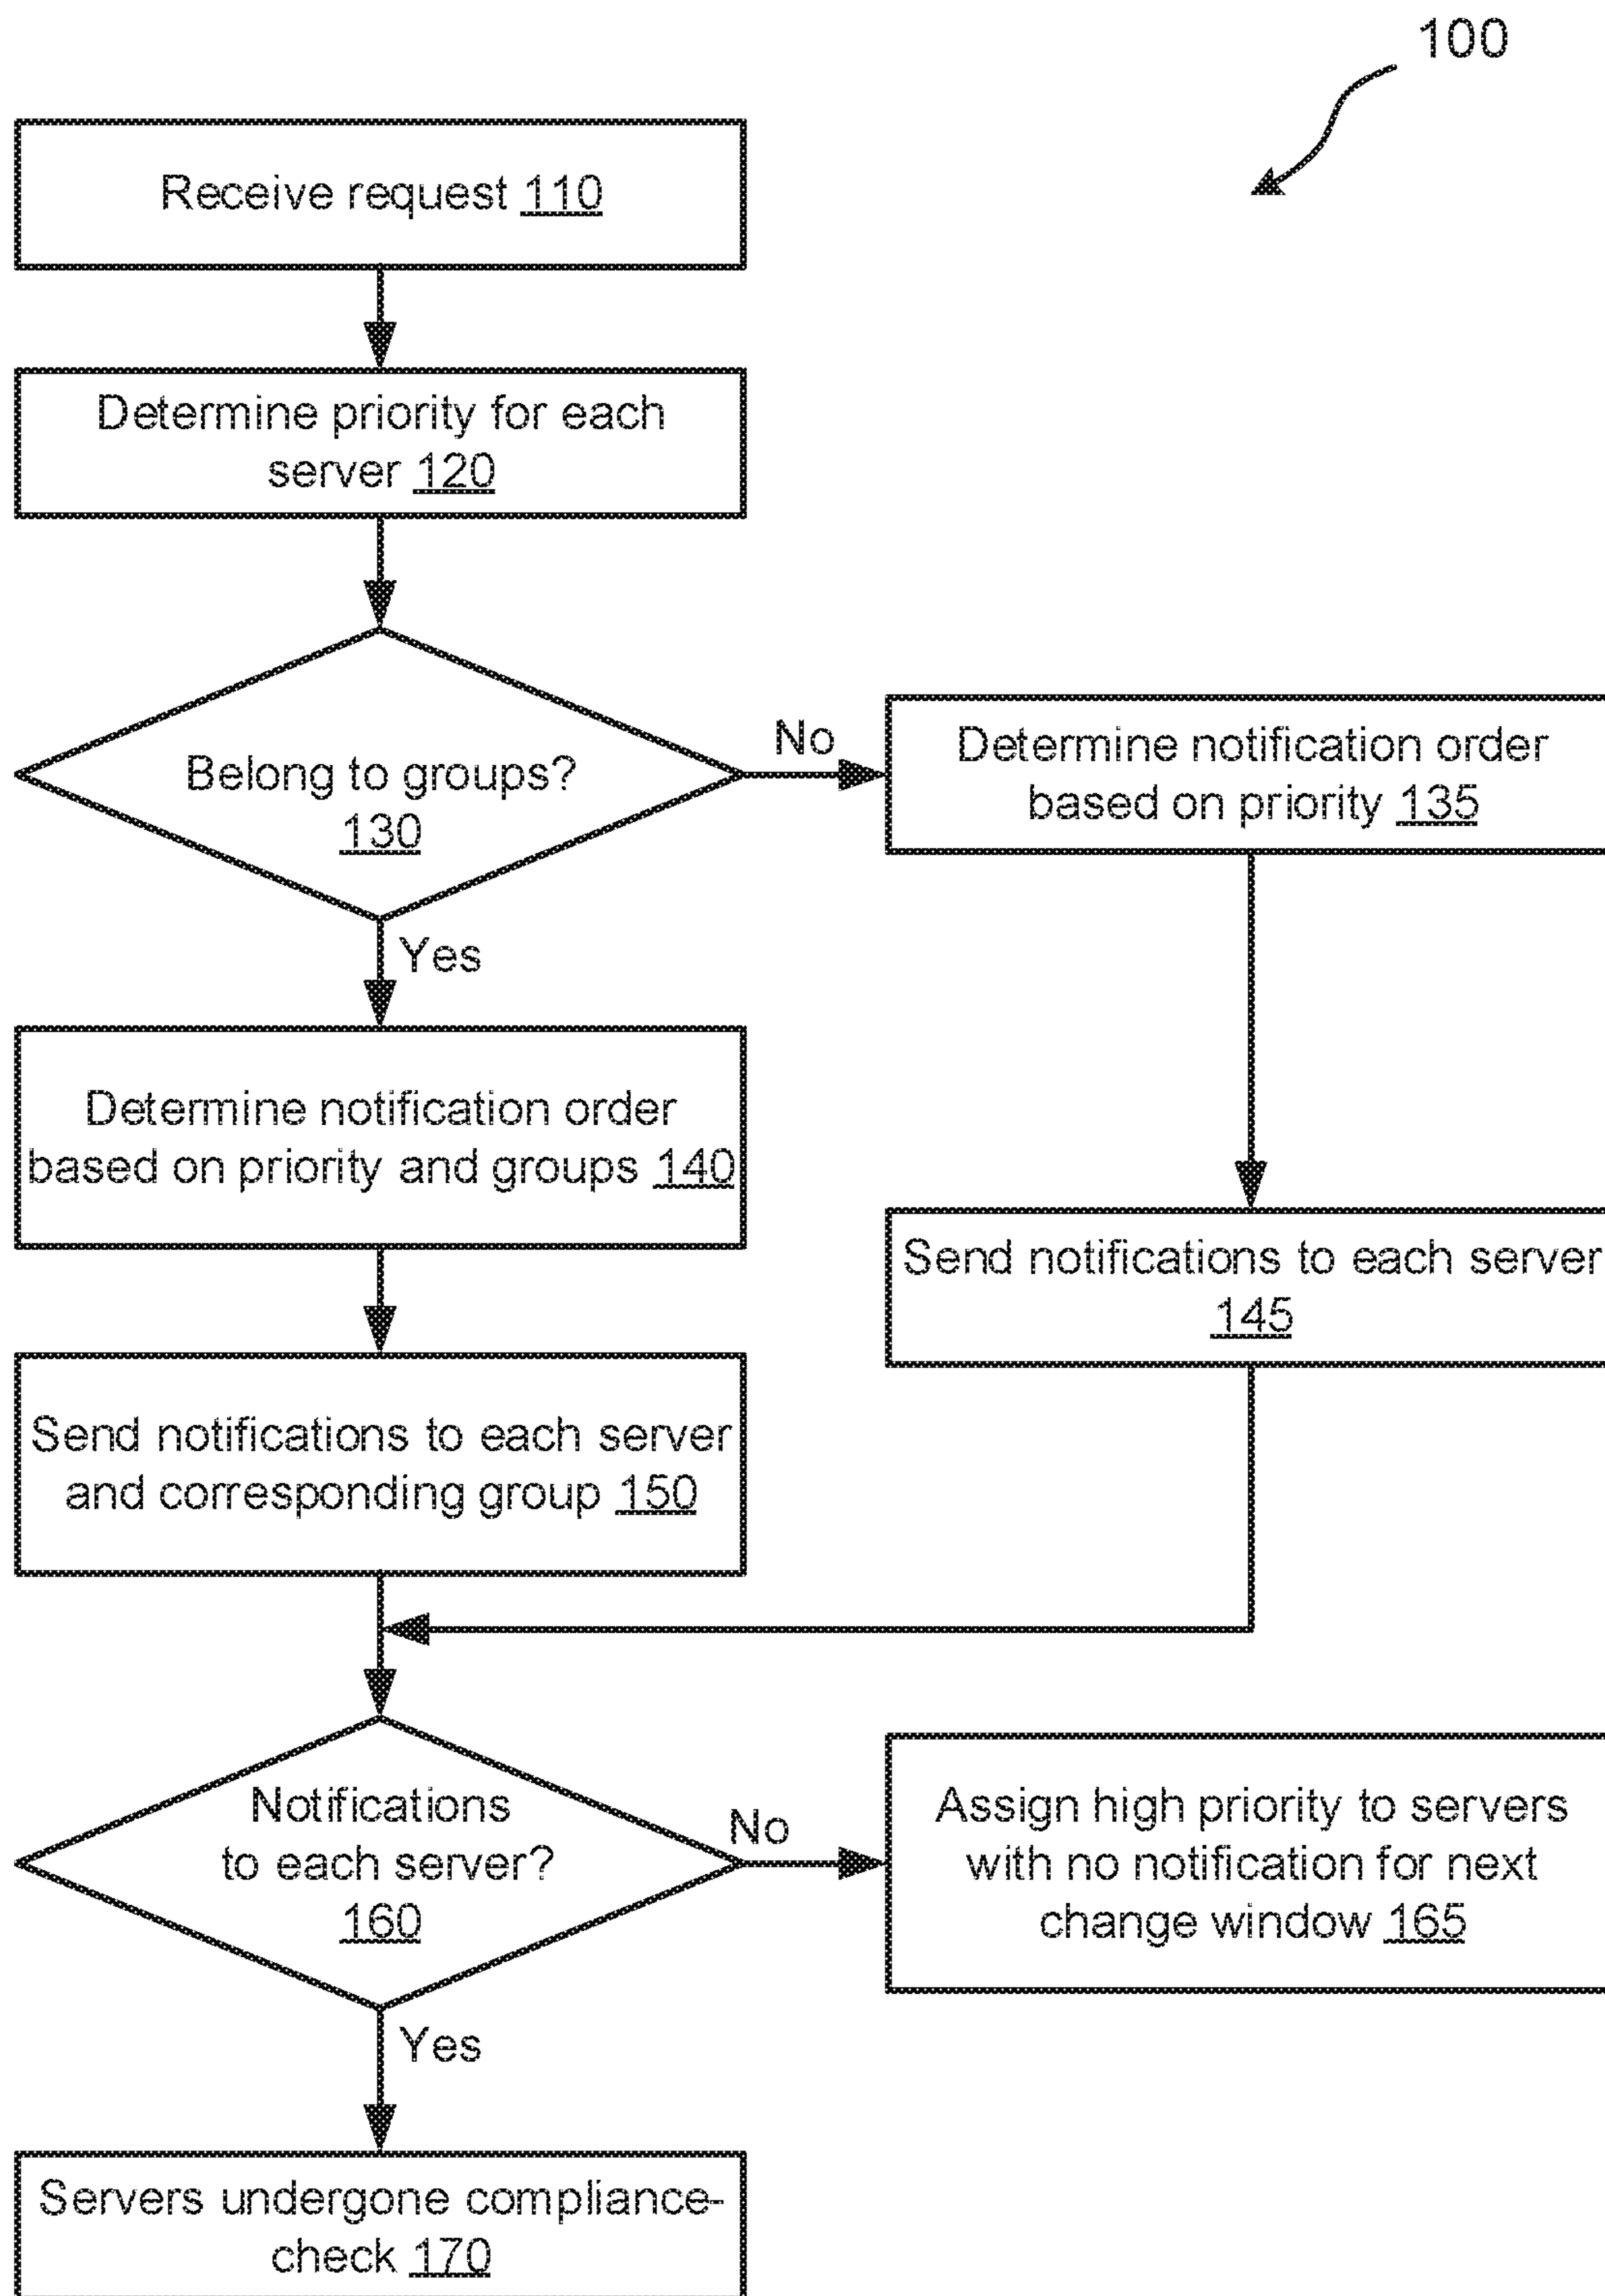 100
Receive request 110
Determine priority for each
server 120
Belong to groups?
130
No
Determine notification order
based on priority 135
Yes
Determine notification order
based on priority and groups 140
Send notifications to each server
145
Send notifications to each server
and corresponding group 150
Notifications
to each server?
160
No
Assign high priority to servers
with no notification for next
change window 165
Yes
Servers undergone compliance-
check 170